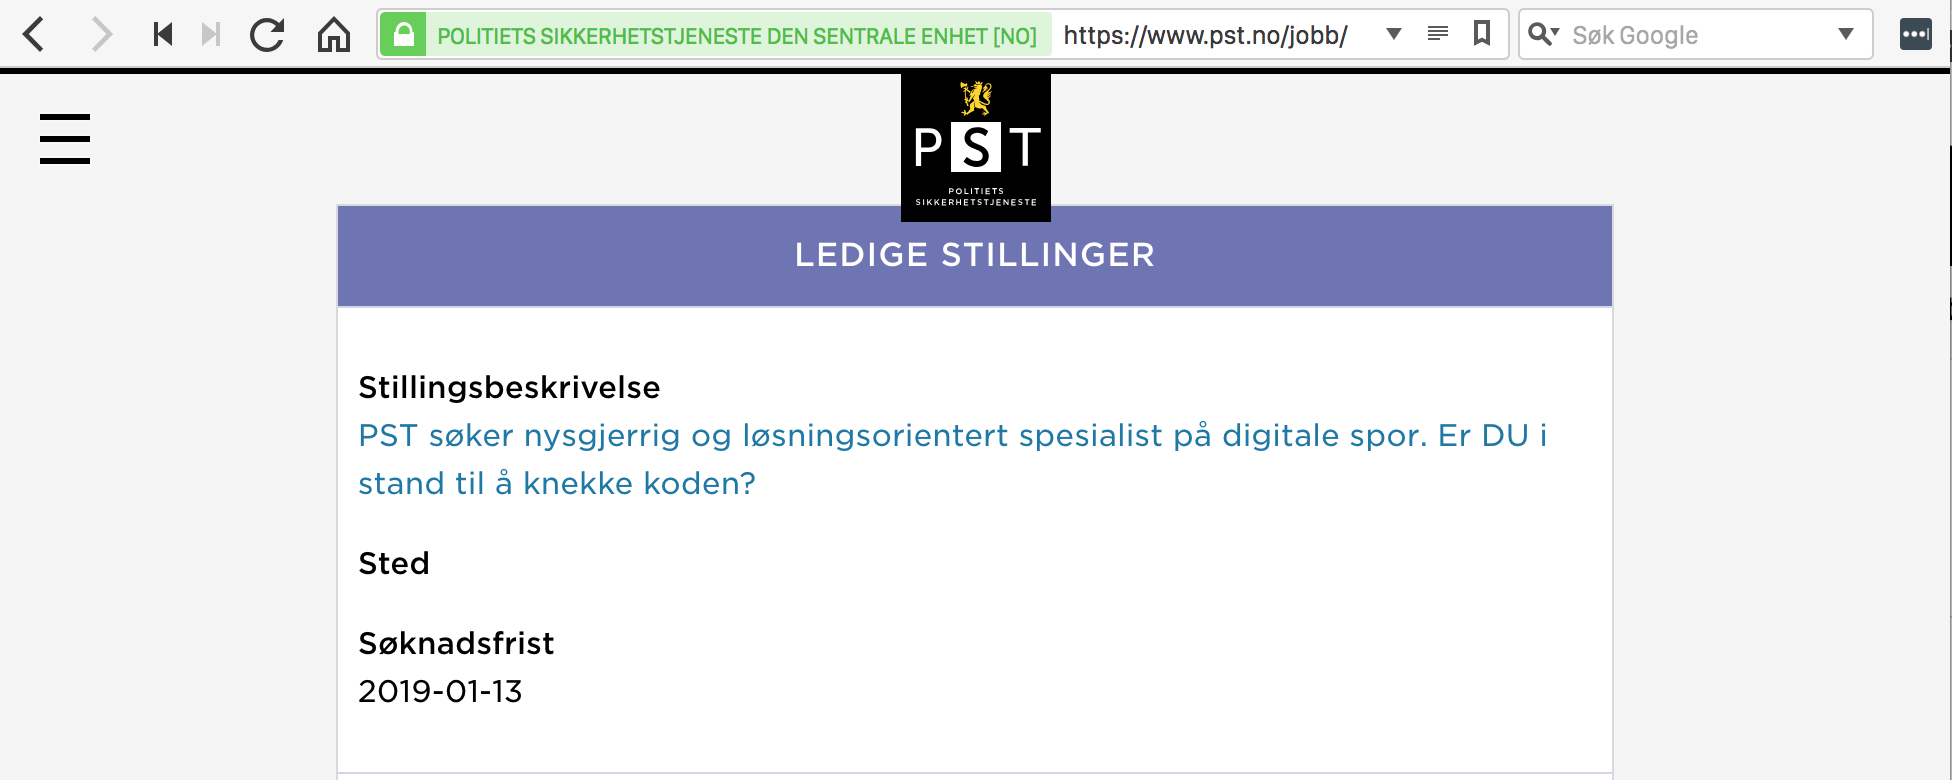 POLITIETS SIKKERHETSTJENESTE DEN SENTRALE ENHET [NO] https://www.pst.no/jobb/ Søk Google
PST
POLITIETS
SIKKERHETSTJENESTE
LEDIGE STILLINGER
Stillingsbeskrivelse
PST søker nysgjerrig og løsningsorientert spesialist på digitale spor. Er DU i
stand til å knekke koden?
Sted
Søknadsfrist
2019-01-13